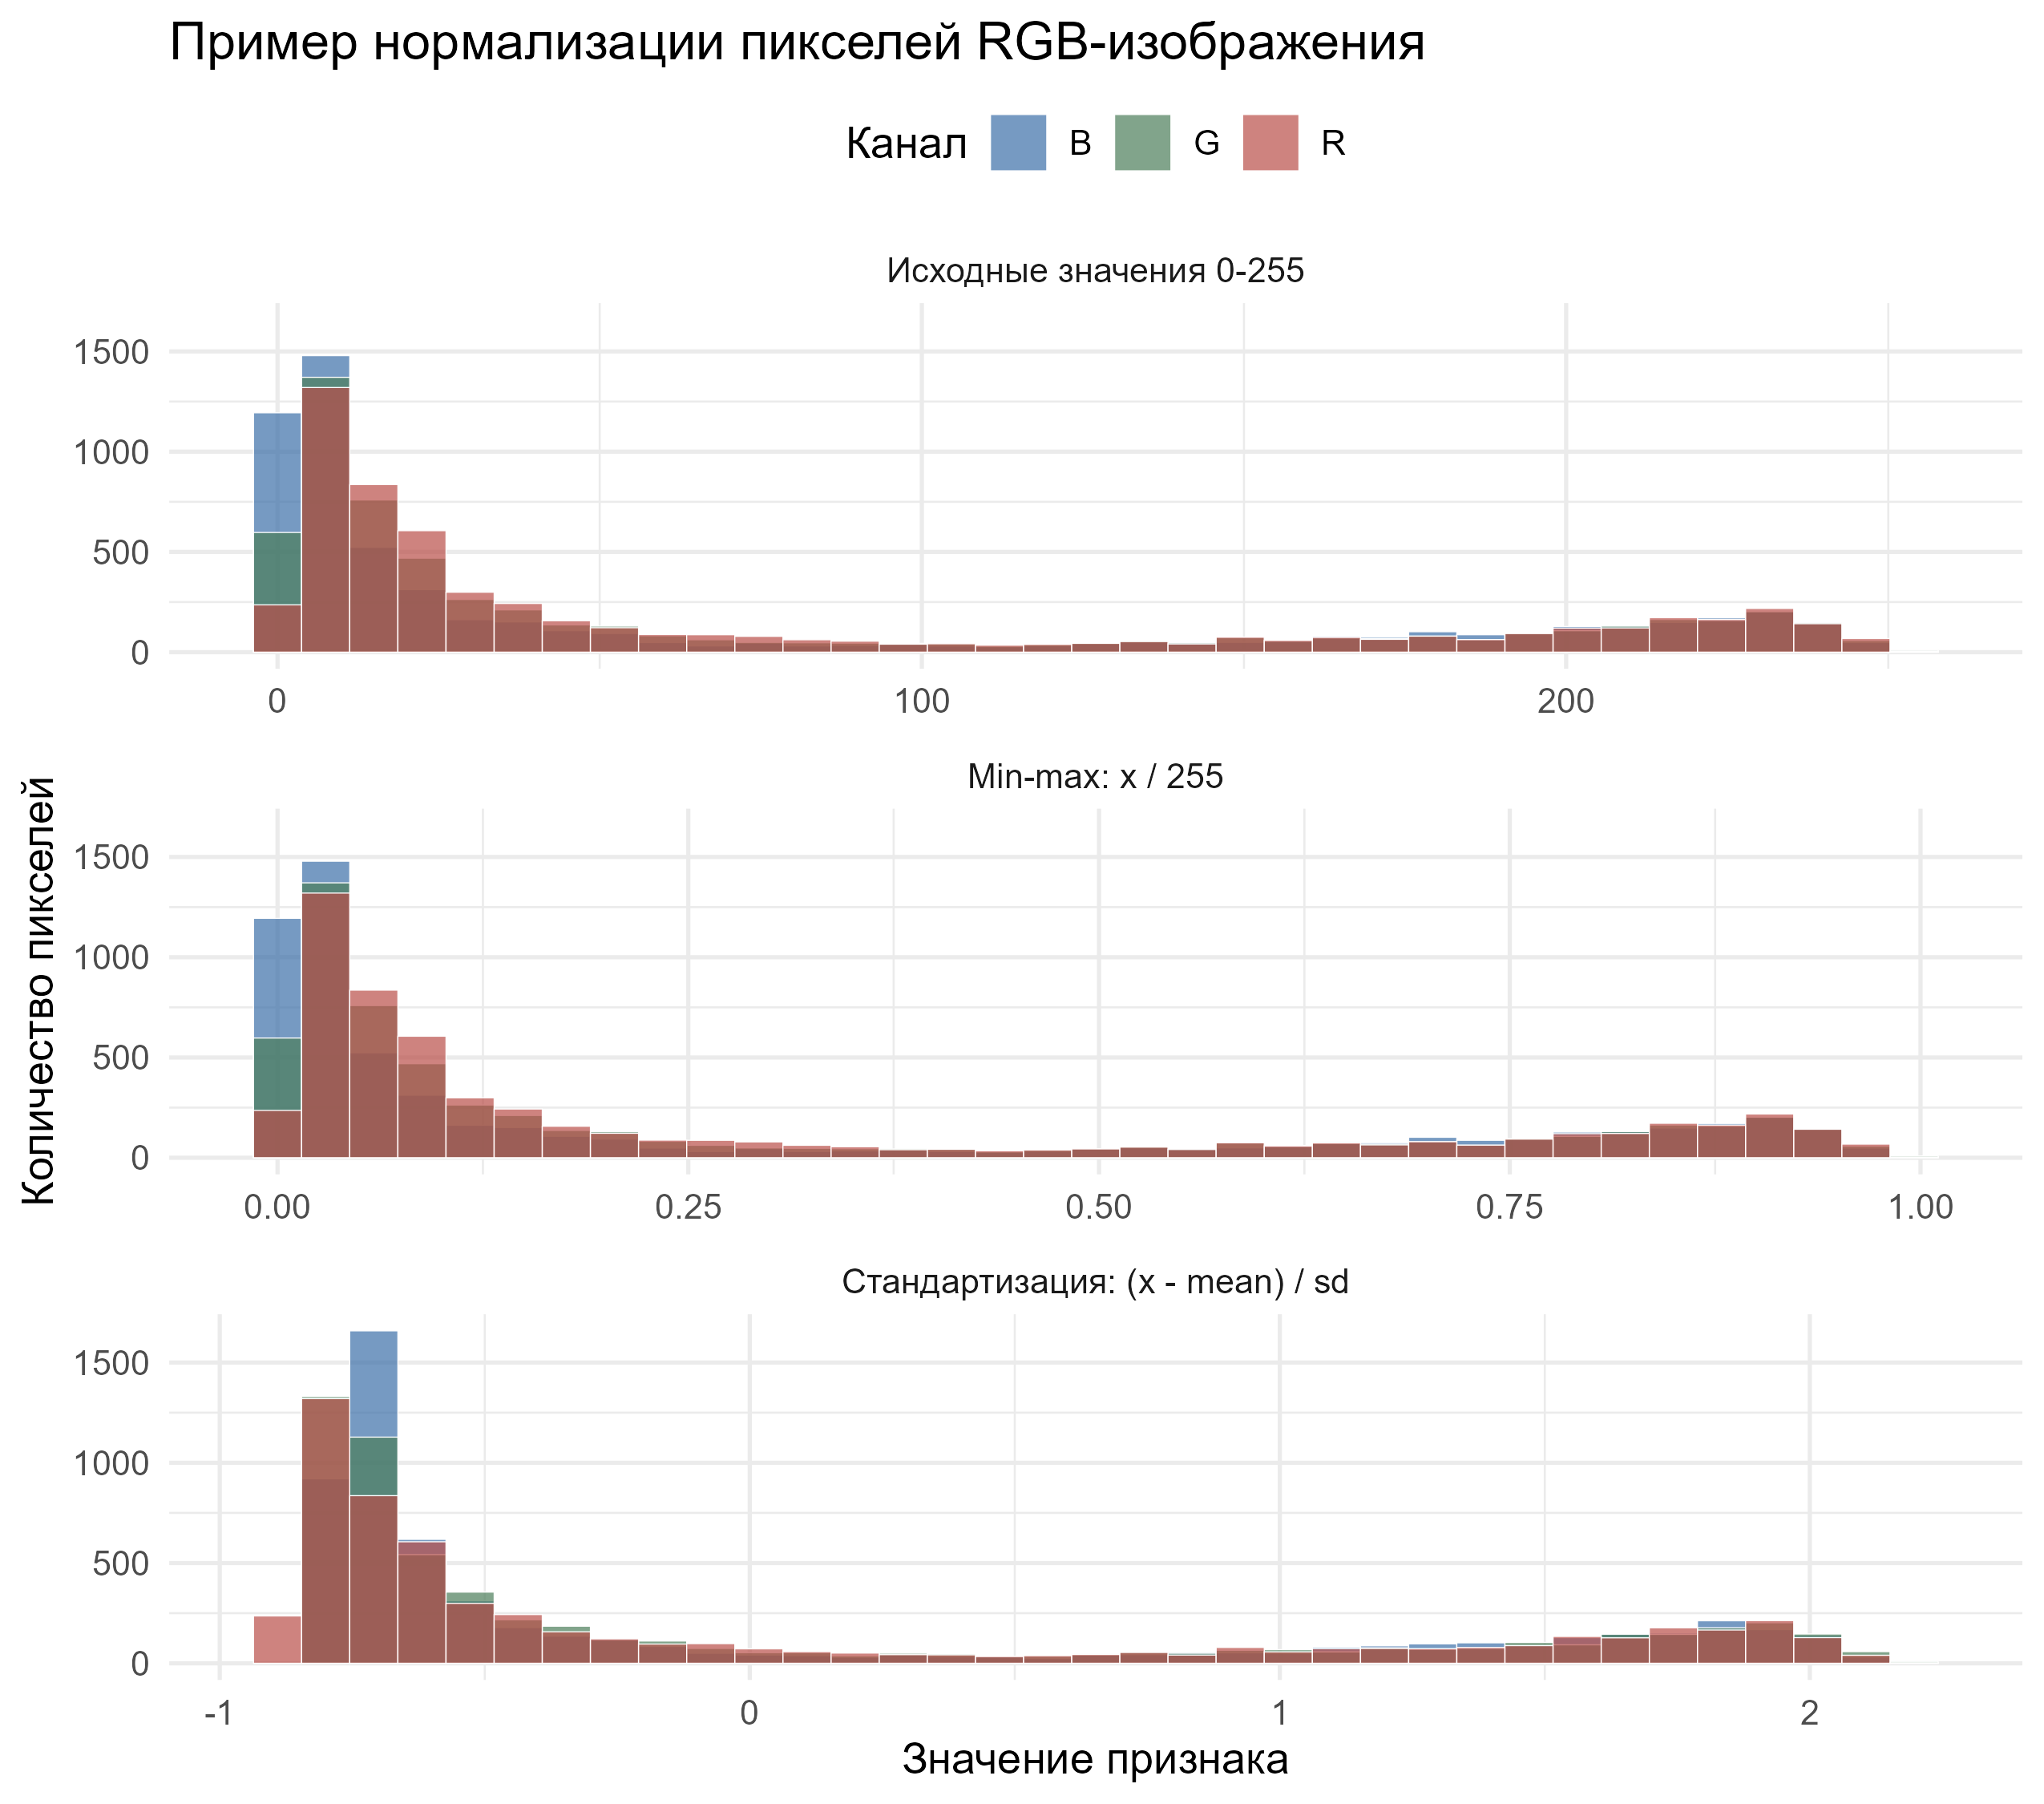 Пример нормализации пикселей RGB-изображения
Канал B G R
Исходные значения 0-255
1500
1000
500
0
0 100 200
Min-max: x / 255
1500
1000
500
0
0.00 0.25 0.50 0.75 1.00
Стандартизация: (x - mean) / sd
1500
1000
500
0
-1 0 1 2
Количество пикселей
Значение признака